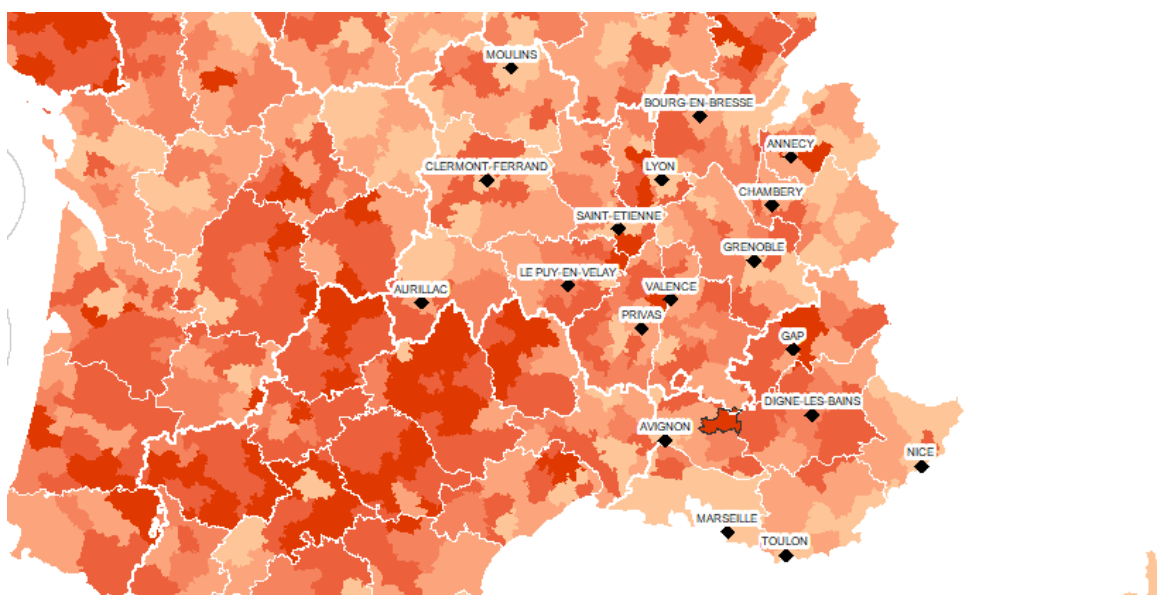 MOULINS
BOURG-EN-BRESSE
ANNECY
CLERMONT-FERRAND
LYON
CHAMBERY
SAINT-ETIENNE
GRENOBLE
LE PUY-EN-VELAY
AURILLAC
VALENCE
PRIVAS
GAP
DIGNE-LES-BAINS
AVIGNON
NICE
MARSEILLE
TOULON